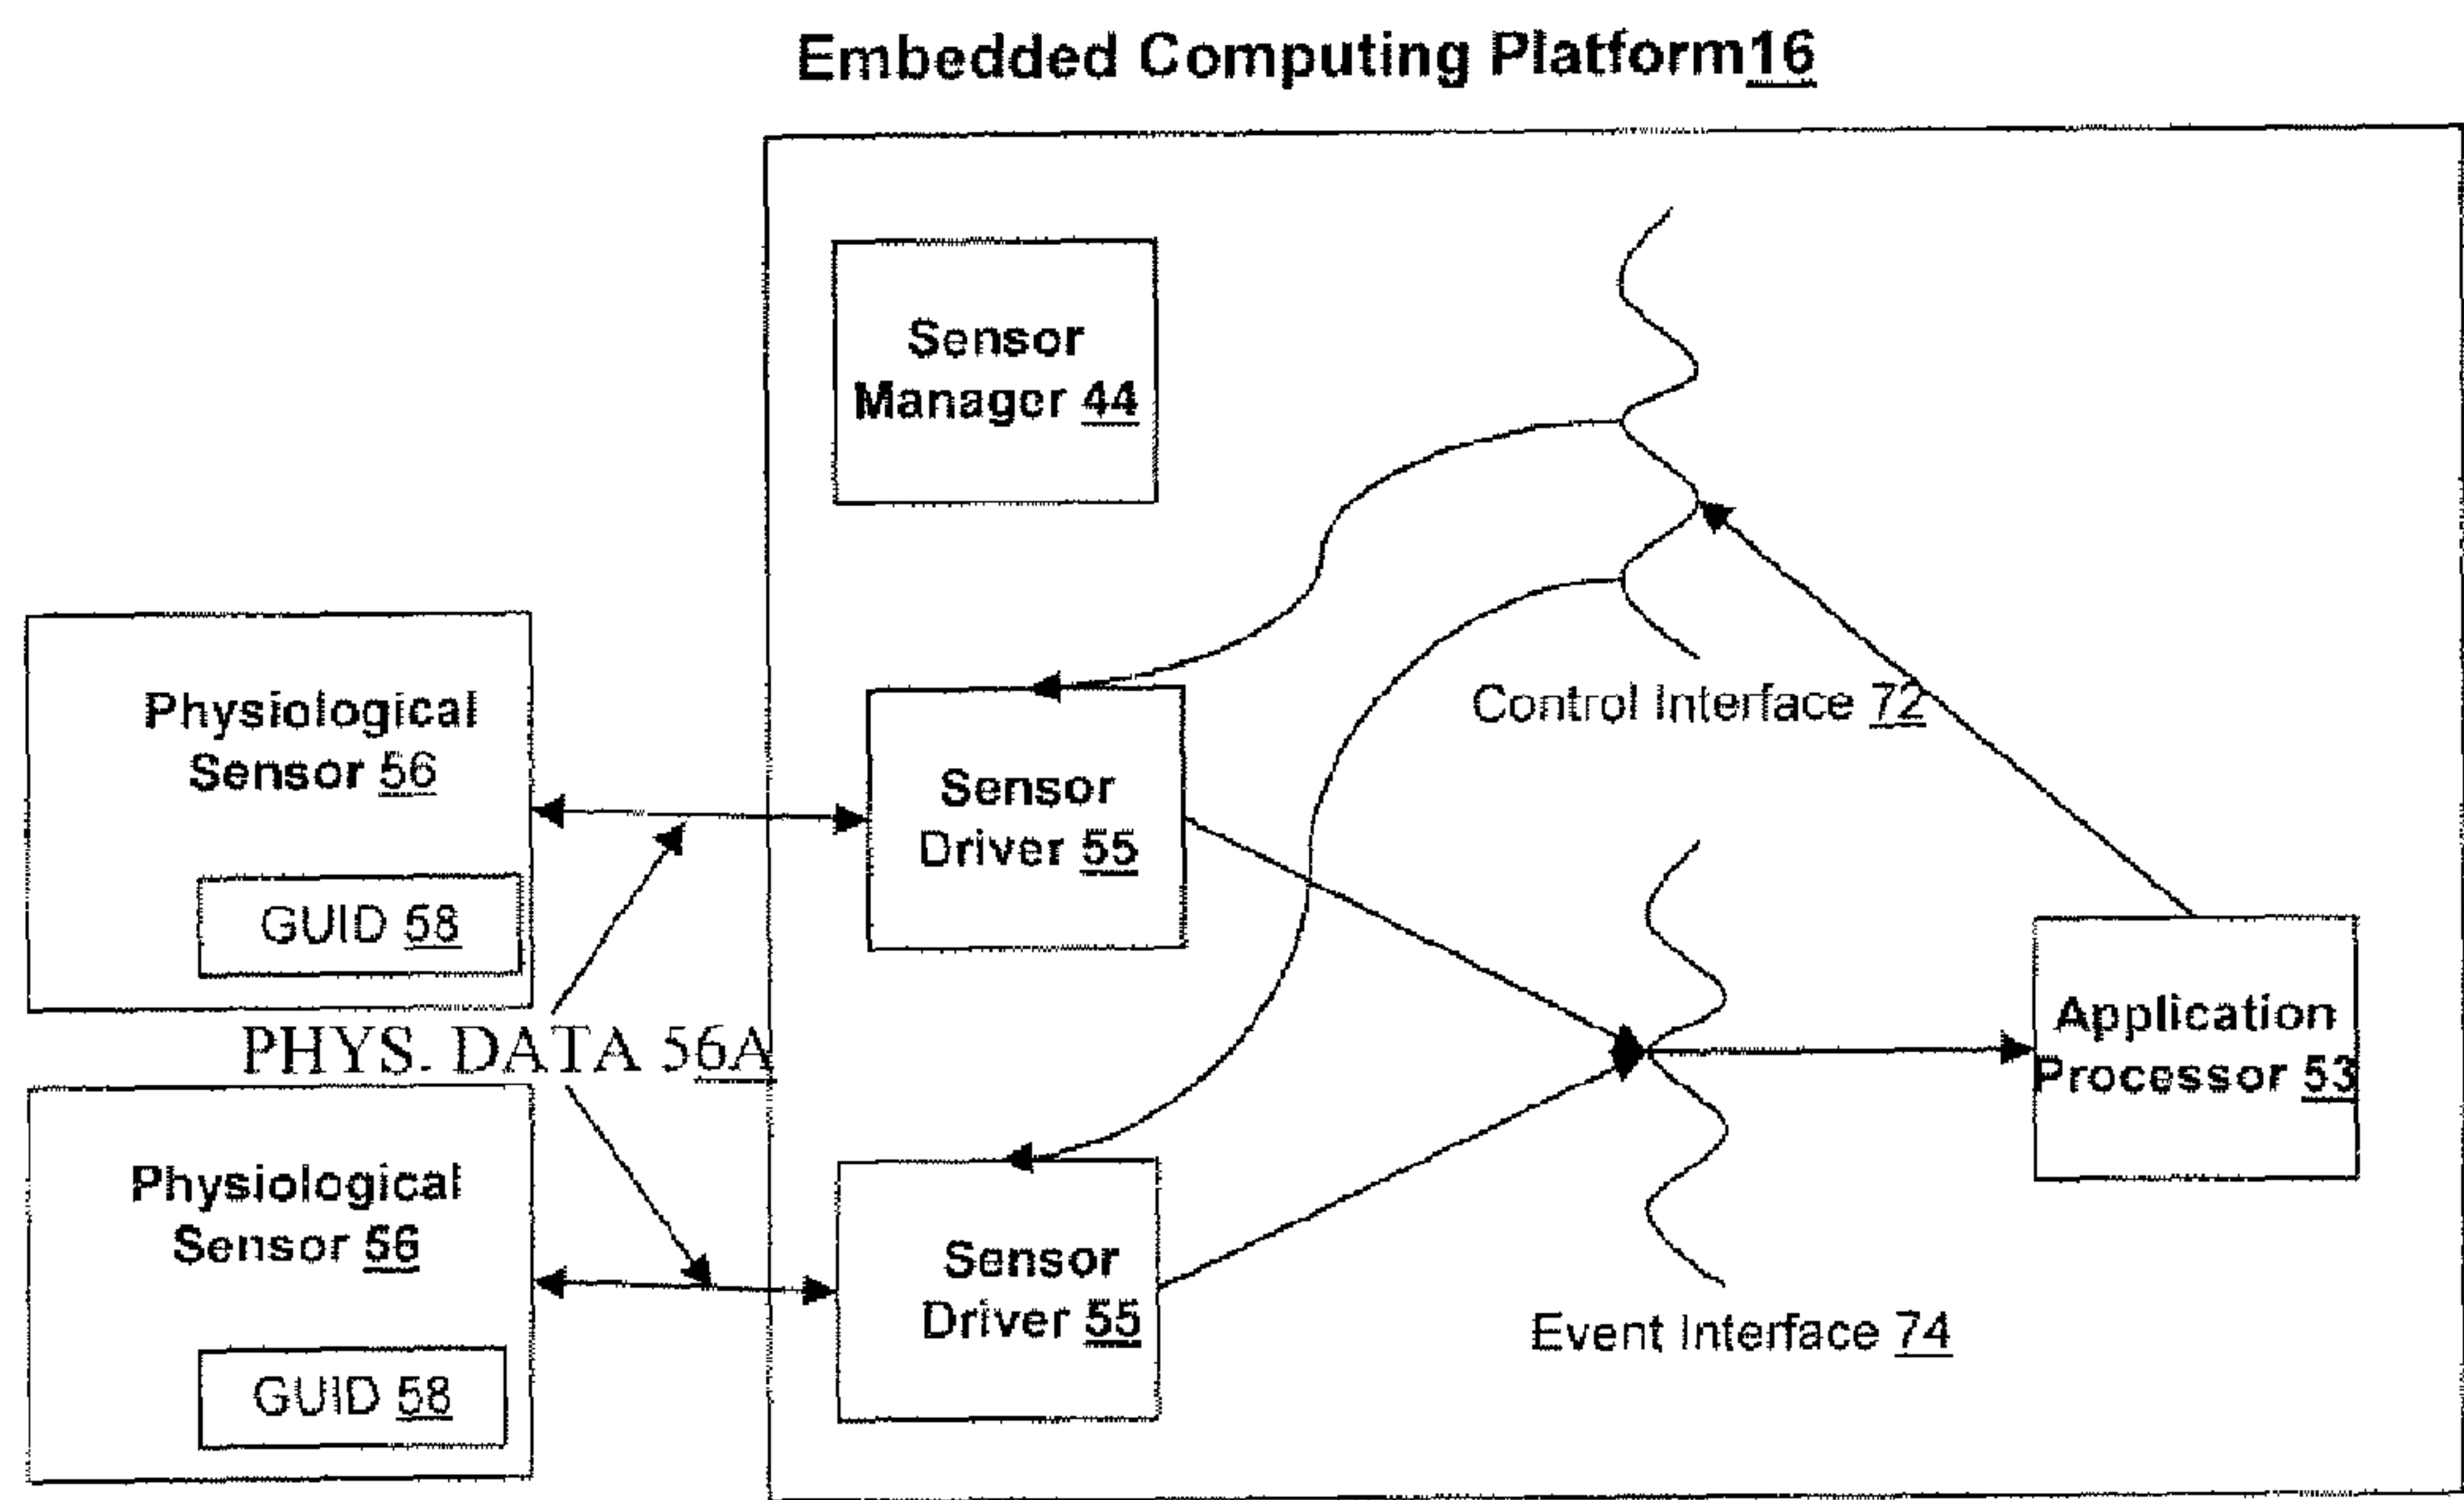 Embedded Computing Platform16
Sensor
Manager 44
Physiological
Sensor 56
GUID 58
Sensor
Driver 55
Control Interface 72
PHYS. DATA 56A
Application
Processor 53
Physiological
Sensor 56
GUID 58
Sensor
Driver 55
Event Interface 74